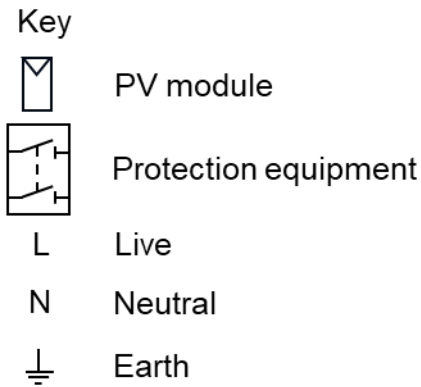 Key
PV module
Protection equipment
L Live
N Neutral
Earth